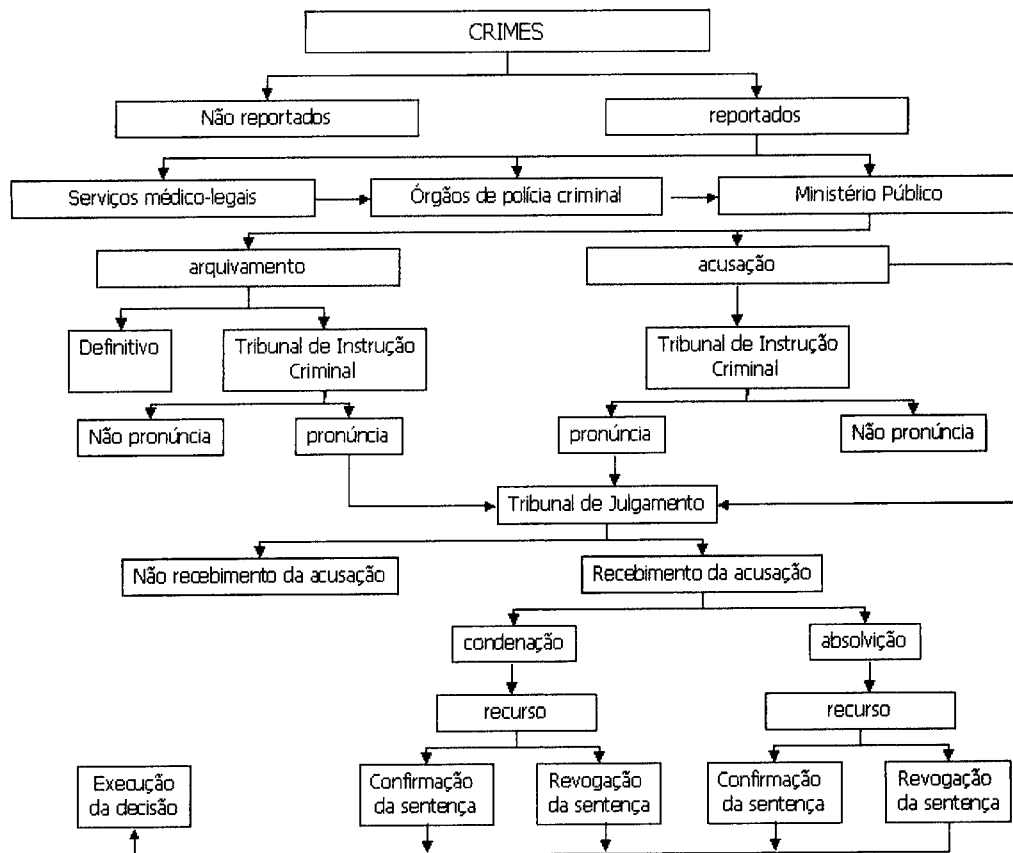 CRIMES
Não reportados
reportados
Serviços médico-legais
Órgãos de polícia criminal
Ministério Público
arquivamento
acusação
Definitivo
Tribunal de Instrução
Criminal
Tribunal de Instrução
Criminal
Não pronúncia
pronúncia
pronúncia
Não pronúncia
Tribunal de Julgamento
Não recebimento da acusação
Recebimento da acusação
condenação
absolvição
recurso
recurso
Execução
da decisão
Confirmação
da sentença
Revogação
da sentença
Confirmação
da sentença
Revogação
da sentença